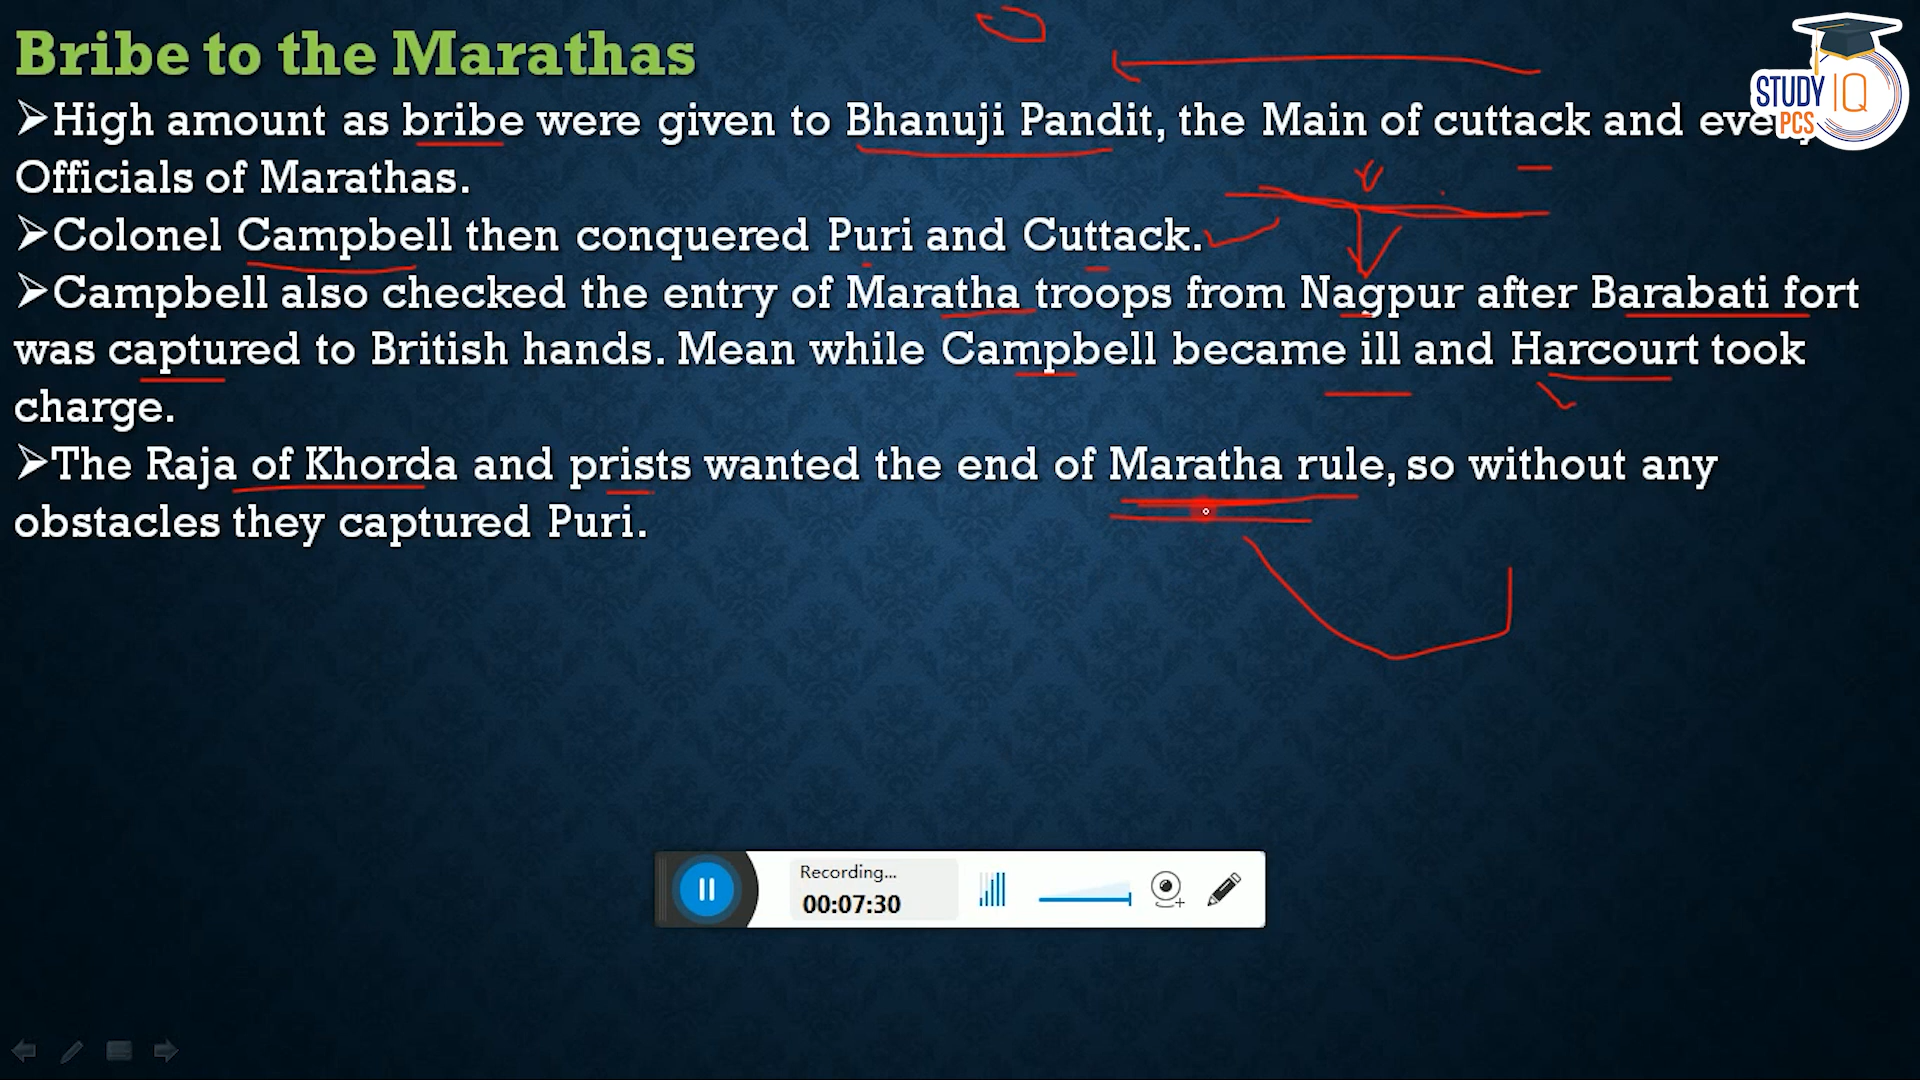 Bribe to the Marathas
➢High amount as bribe were given to Bhanuji Pandit, the Main of cuttack and every
Officials of Marathas.
➢Colonel Campbell then conquered Puri and Cuttack.
➢Campbell also checked the entry of Maratha troops from Nagpur after Barabati fort
was captured to British hands. Mean while Campbell became ill and Harcourt took
charge.
➢The Raja of Khorda and prists wanted the end of Maratha rule, so without any
obstacles they captured Puri.
STUDY IQ
PCS
Recording...
00:07:30